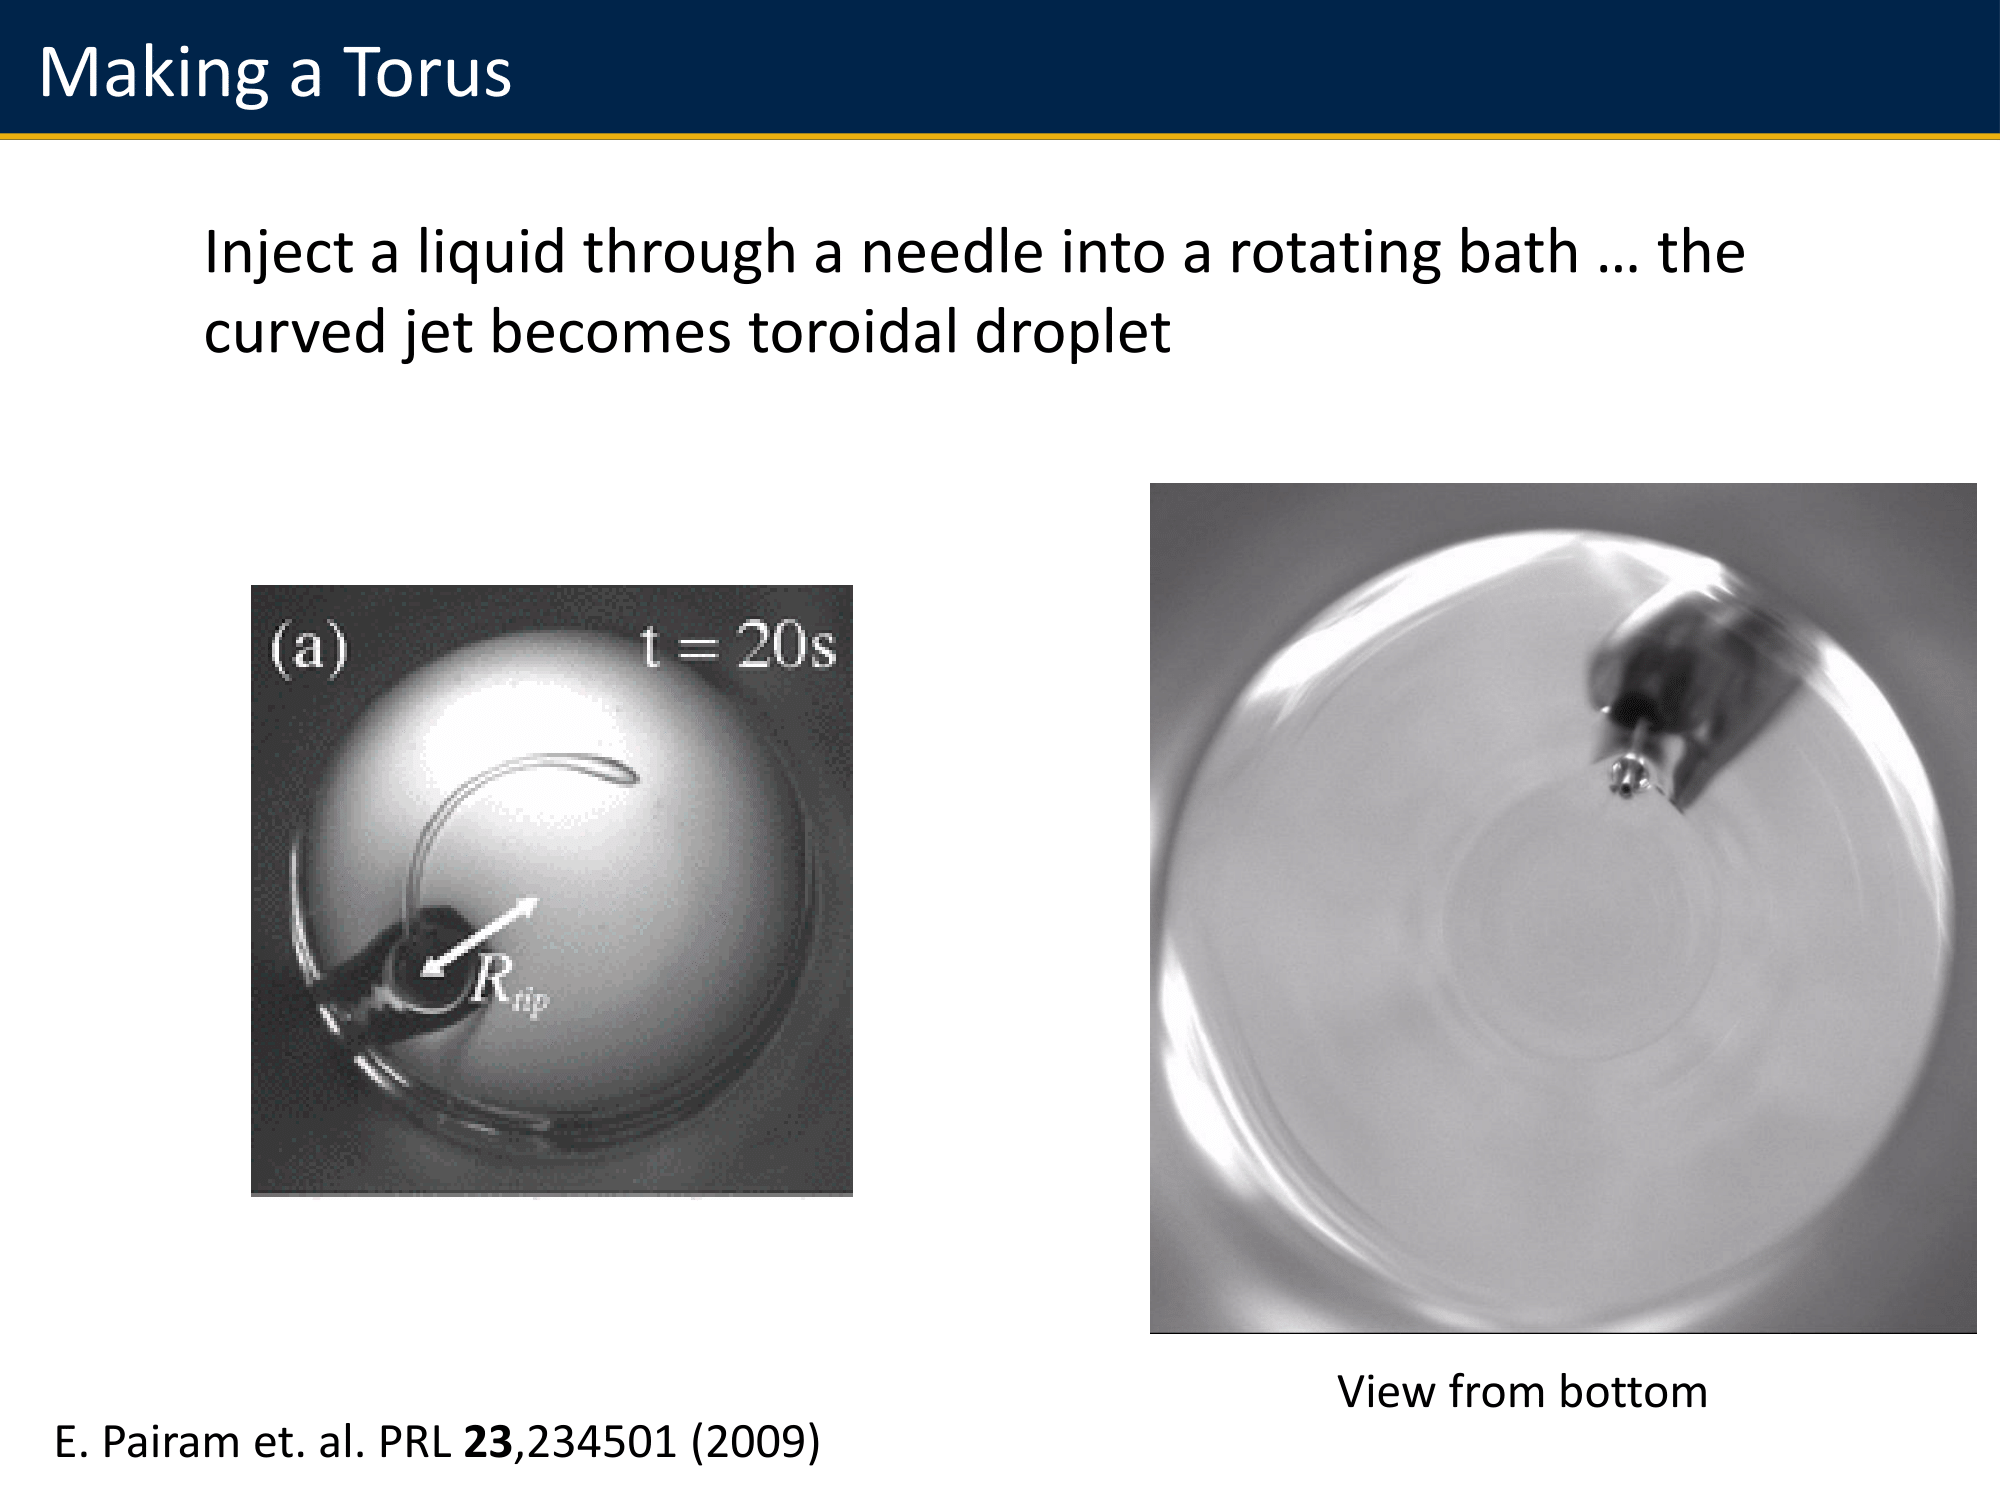 Making a Torus
Inject a liquid through a needle into a rotating bath … the
curved jet becomes toroidal droplet
(a)
t = 20s
R tip
View from bottom
E. Pairam et. al. PRL 23,234501 (2009)